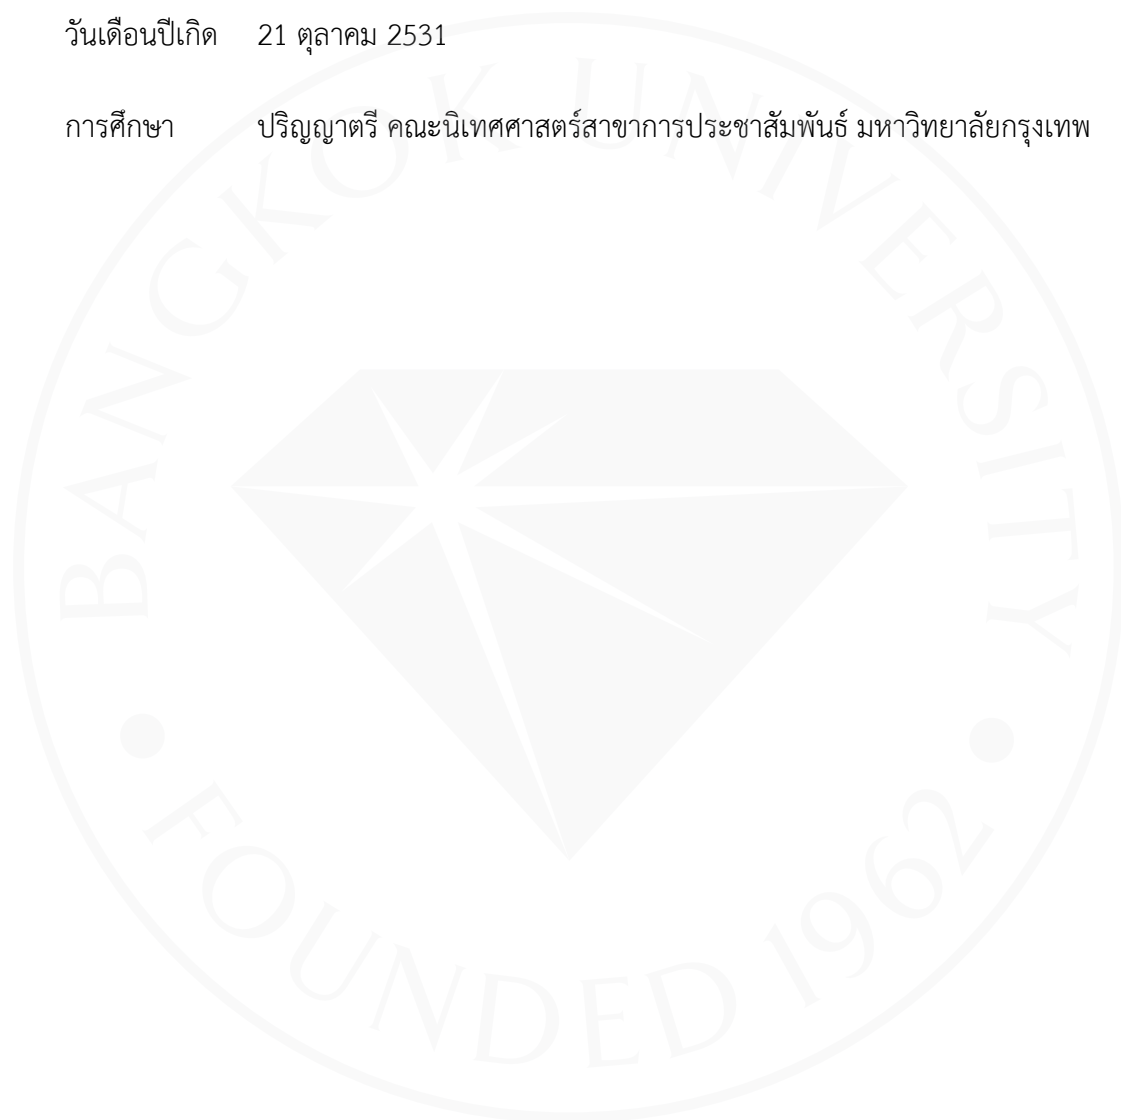 วันเดือนปีเกิด 21 ตุลาคม 2531
การศึกษา ปริญญาตรี คณะนิเทศศาสตร์สาขาการประชาสัมพันธ์ มหาวิทยาลัยกรุงเทพ
BANGKOK UNIVERSITY
• FOUNDED 1962 •